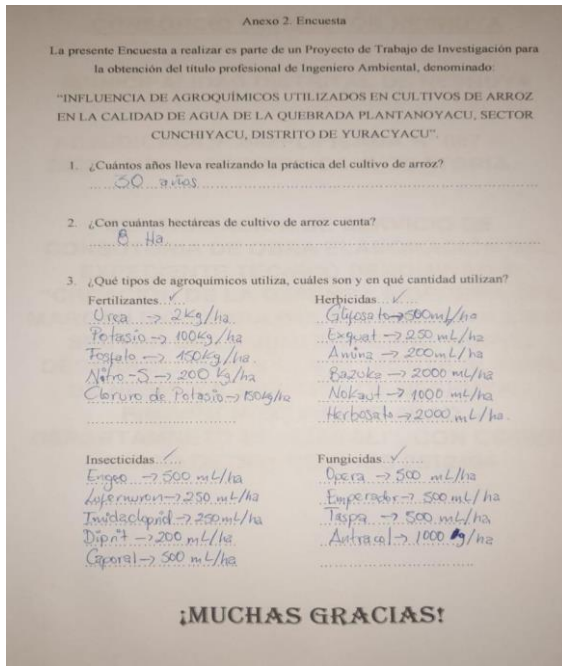 Anexo 2. Encuesta
La presente Encuesta a realizar es parte de un Proyecto de Trabajo de Investigación para
la obtención del título profesional de Ingeniero Ambiental, denominado:
"INFLUENCIA DE AGROQUÍMICOS UTILIZADOS EN CULTIVOS DE ARROZ
EN LA CALIDAD DE AGUA DE LA QUEBRADA PLANTANOYACU, SECTOR
CUNCHIYACU, DISTRITO DE YURACYACU".
1. ¿Cuántos años lleva realizando la práctica del cultivo de arroz?
30 años
2. ¿Con cuántas hectáreas de cultivo de arroz cuenta?
8 Ha
3. ¿Qué tipos de agroquímicos utiliza, cuáles son y en qué cantidad utilizan?
Fertilizantes ✓
Urea -> 2kg/ha
Potasio -> 100kg/ha
Fosfato -> 150kg/ha
Nitro-S -> 200 kg/ha
Cloruro de Potasio -> 150kg/ha
Herbicidas ✓
Glifosato -> 500mL/ha
Exquat -> 250 mL/ha
Amina -> 200mL/ha
Bazuka -> 2000 mL/ha
Nokaut -> 1000 mL/ha
Herbosato -> 2000 mL/ha
Insecticidas ✓
Engeo -> 500 mL/ha
Lufernuron -> 250 mL/ha
Imidacloprid -> 250mL/ha
-> 200 mL/ha
Caporal -> 500 mL/ha
Fungicidas ✓
Opera -> 500 mL/ha
Emperador -> 500 mL/ha
Taspa -> 500 mL/ha
Antracol -> 1000 g/ha
¡MUCHAS GRACIAS!